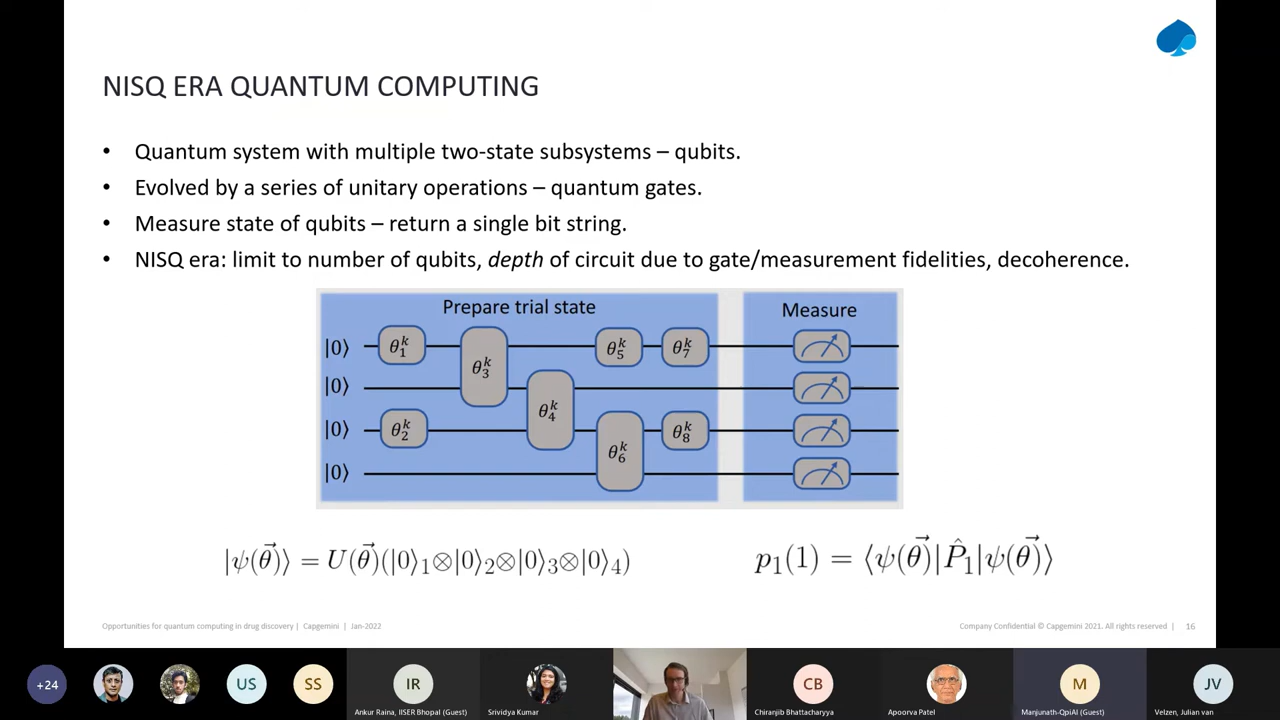 NISQ ERA QUANTUM COMPUTING
• Quantum system with multiple two-state subsystems – qubits.
• Evolved by a series of unitary operations – quantum gates.
• Measure state of qubits – return a single bit string.
• NISQ era: limit to number of qubits, depth of circuit due to gate/measurement fidelities, decoherence.
Prepare trial state
Measure
|0⟩ θ₁ᵏ θ₃ᵏ θ₅ᵏ θ₇ᵏ
|0⟩ θ₄ᵏ
|0⟩ θ₂ᵏ θ₆ᵏ θ₈ᵏ
|0⟩
|ψ(θ⃗)⟩ = U(θ⃗)(|0⟩₁⊗|0⟩₂⊗|0⟩₃⊗|0⟩₄)
p₁(1) = ⟨ψ(θ⃗)|P̂₁|ψ(θ⃗)⟩
Opportunities for quantum computing in drug discovery | Capgemini | Jan-2022
Company Confidential © Capgemini 2021. All rights reserved | 16
+24
US
SS
IR
CB
M
JV
Ankur Raina, IISER Bhopal (Guest)
Srividya Kumar
Chiranjib Bhattacharyya
Apoorva Patel
Manjunath-QpiAI (Guest)
Velzen, Julian van